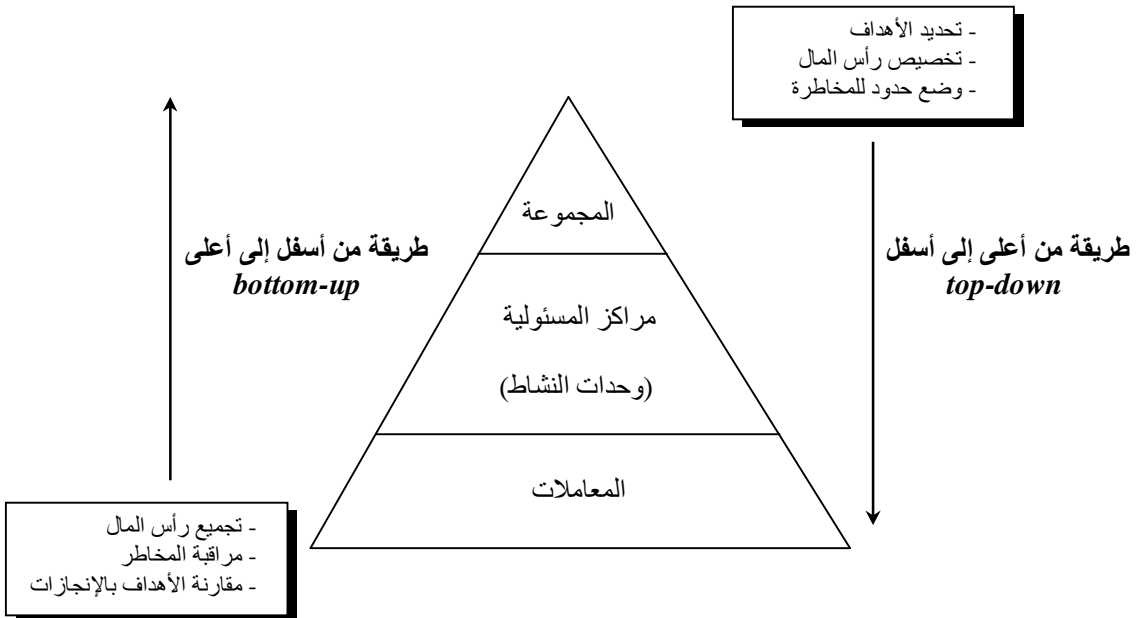 - تحديد الأهداف
- تخصيص رأس المال
- وضع حدود للمخاطرة
المجموعة
طريقة من أعلى إلى أسفل
top-down
طريقة من أسفل إلى أعلى
bottom-up
مراكز المسئولية
(وحدات النشاط)
المعاملات
- تجميع رأس المال
- مراقبة المخاطر
- مقارنة الأهداف بالإنجازات